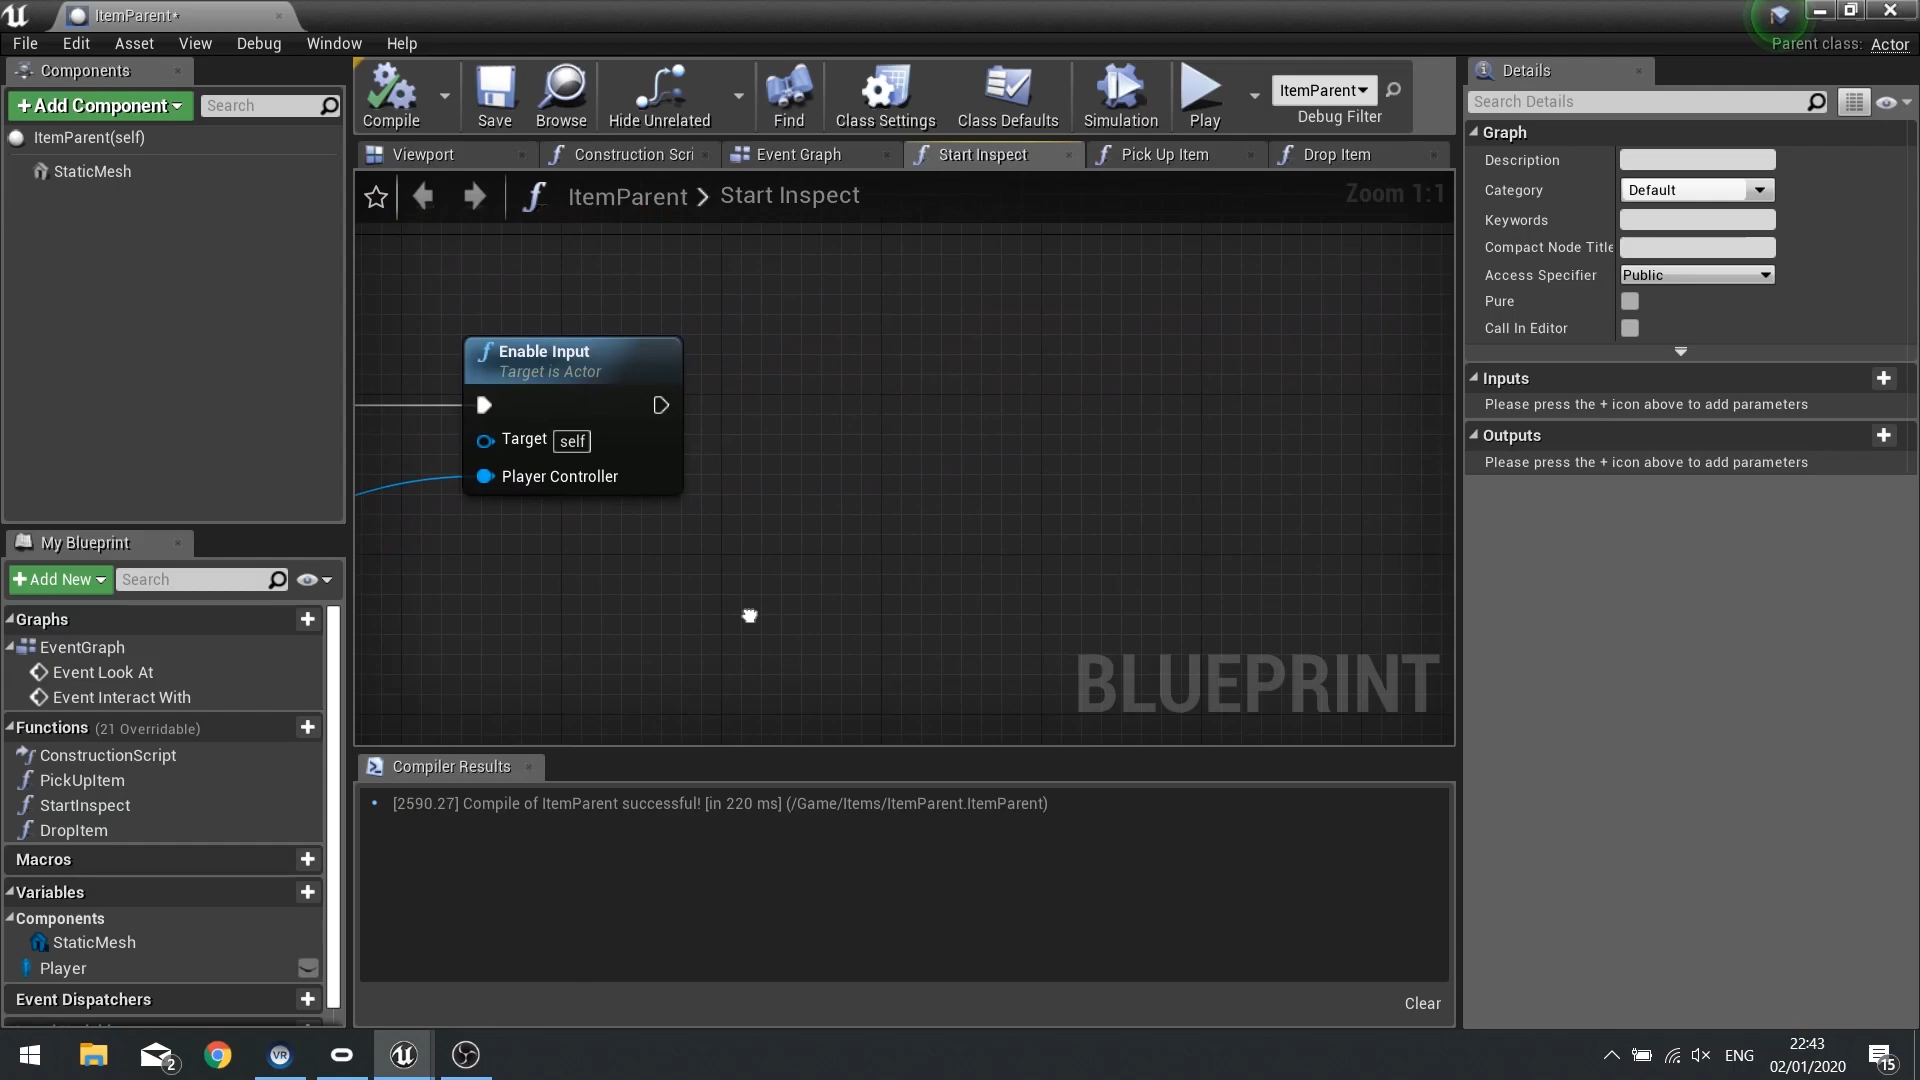 ItemParent*
File Edit Asset View Debug Window Help
Parent class: Actor
Components
+Add Component
Search
ItemParent(self)
StaticMesh
Compile
Save
Browse
Hide Unrelated
Find
Class Settings
Class Defaults
Simulation
Play
ItemParent
Debug Filter
Viewport
Construction Scri
Event Graph
Start Inspect
Pick Up Item
Drop Item
ItemParent > Start Inspect
Zoom 1:1
Enable Input
Target is Actor
Target self
Player Controller
BLUEPRINT
My Blueprint
+Add New
Search
Graphs
EventGraph
Event Look At
Event Interact With
Functions (21 Overridable)
ConstructionScript
PickUpItem
StartInspect
DropItem
Macros
Variables
Components
StaticMesh
Player
Event Dispatchers
Compiler Results
[2590.27] Compile of ItemParent successful! [in 220 ms] (/Game/Items/ItemParent.ItemParent)
Clear
Details
Search Details
Graph
Description
Category Default
Keywords
Compact Node Title
Access Specifier Public
Pure
Call In Editor
Inputs
Please press the + icon above to add parameters
Outputs
Please press the + icon above to add parameters
2
VR
ENG
22:43
02/01/2020
15